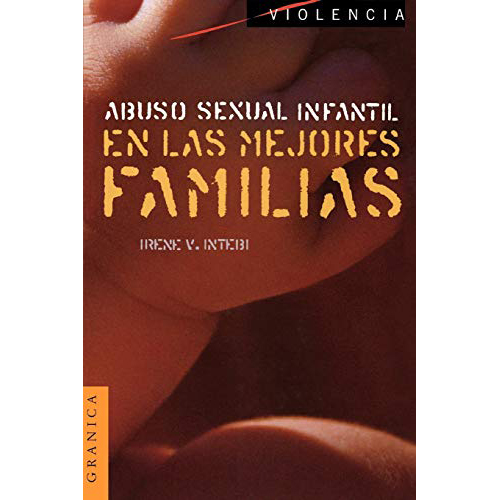 VIOLENCIA
ABUSO SEXUAL INFANTIL
EN LAS MEJORES
FAMILIAS
IRENE V. INTEBI
GRANICA